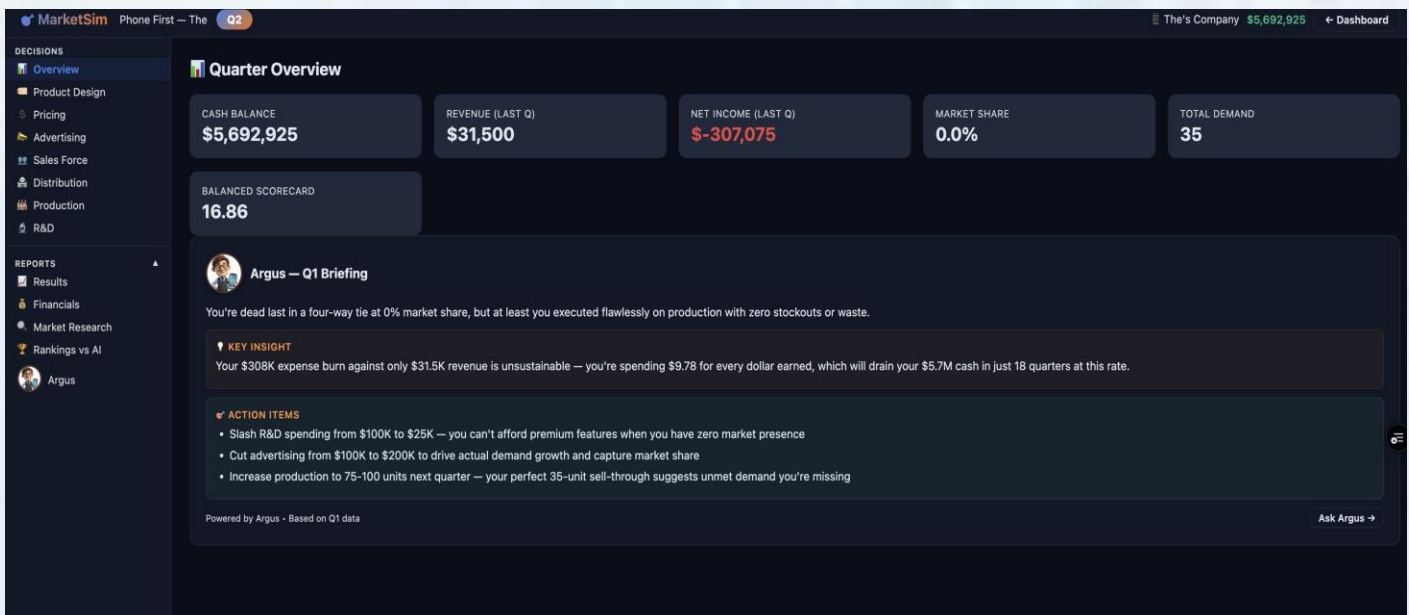 MarketSim Phone First — The Q2
The's Company $5,692,925 ← Dashboard
DECISIONS
Overview
Product Design
Pricing
Advertising
Sales Force
Distribution
Production
R&D
REPORTS ▲
Results
Financials
Market Research
Rankings vs AI
Argus
Quarter Overview
CASH BALANCE
$5,692,925
REVENUE (LAST Q)
$31,500
NET INCOME (LAST Q)
$-307,075
MARKET SHARE
0.0%
TOTAL DEMAND
35
BALANCED SCORECARD
16.86
Argus — Q1 Briefing
You're dead last in a four-way tie at 0% market share, but at least you executed flawlessly on production with zero stockouts or waste.
KEY INSIGHT
Your $308K expense burn against only $31.5K revenue is unsustainable — you're spending $9.78 for every dollar earned, which will drain your $5.7M cash in just 18 quarters at this rate.
ACTION ITEMS
• Slash R&D spending from $100K to $25K — you can't afford premium features when you have zero market presence
• Cut advertising from $100K to $200K to drive actual demand growth and capture market share
• Increase production to 75-100 units next quarter — your perfect 35-unit sell-through suggests unmet demand you're missing
Powered by Argus • Based on Q1 data
Ask Argus →